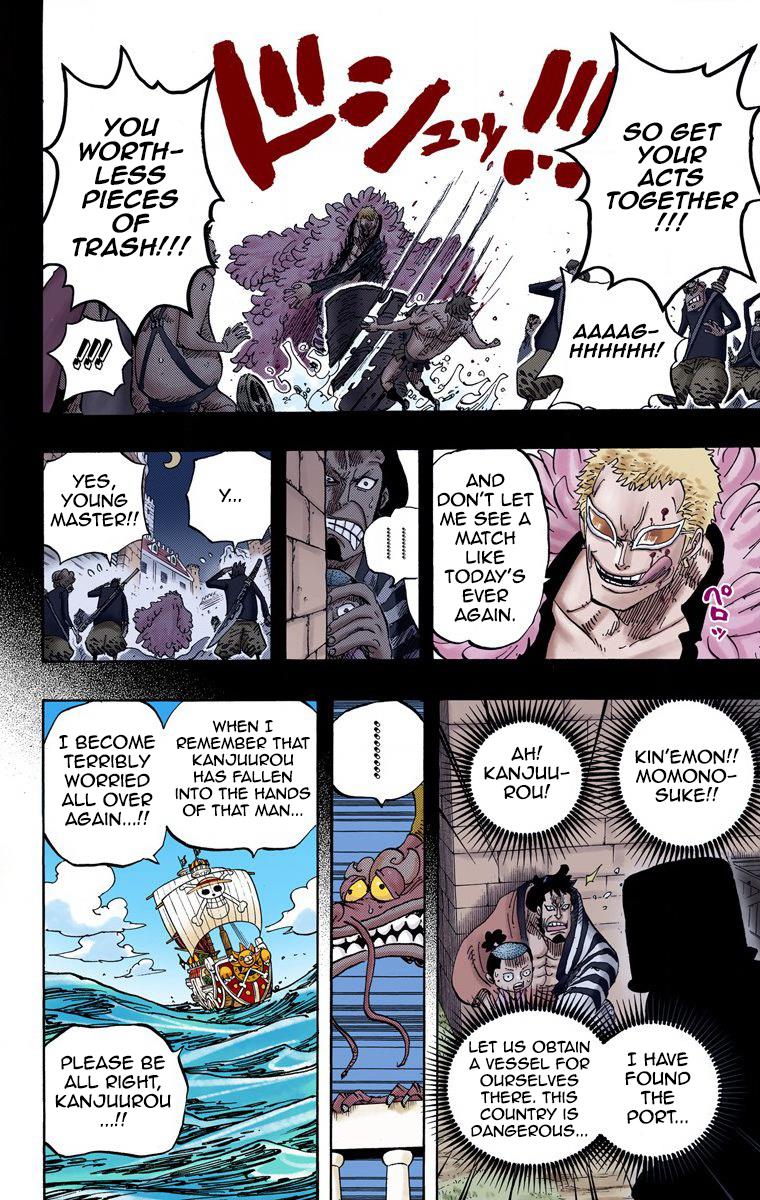 SO GET
YOUR
ACTS
TOGETHER
!!!
ドシュッ!!!
AAAAG-
HHHHHH!
YOU
WORTH-
LESS
PIECES
OF
TRASH!!!
!!!
AND
DON'T LET
ME SEE A
MATCH
LIKE
TODAY'S
EVER
AGAIN.
Y...
YES,
YOUNG
MASTER!!
KIN'EMON!!
MOMONO-
SUKE!!
AH!
KANJUU-
ROU!
I HAVE
FOUND
THE
PORT...
LET US OBTAIN
A VESSEL FOR
OURSELVES
THERE. THIS
COUNTRY IS
DANGEROUS...
WHEN I
REMEMBER THAT
KANJUUROU
HAS FALLEN
INTO THE HANDS
OF THAT MAN...
I BECOME
TERRIBLY
WORRIED
ALL OVER
AGAIN...!!
PLEASE BE
ALL RIGHT,
KANJUUROU
...!!